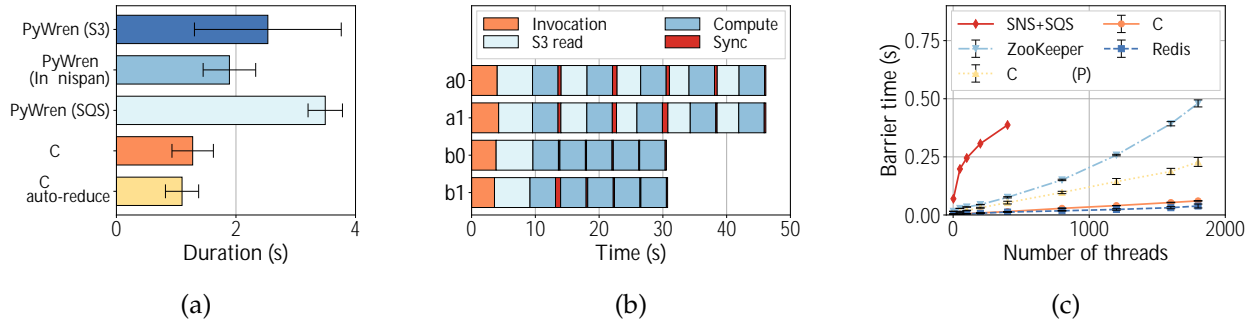 PyWren (S3)
PyWren
(In nispan)
PyWren (SQS)
C
C
auto-reduce
0 2 4
Duration (s)
(a)
Invocation Compute
S3 read Sync
a0
a1
b0
b1
0 10 20 30 40 50
Time (s)
(b)
Barrier time (s)
0.75
0.50
0.25
0.00
SNS+SQS C
ZooKeeper Redis
C (P)
0 1000 2000
Number of threads
(c)